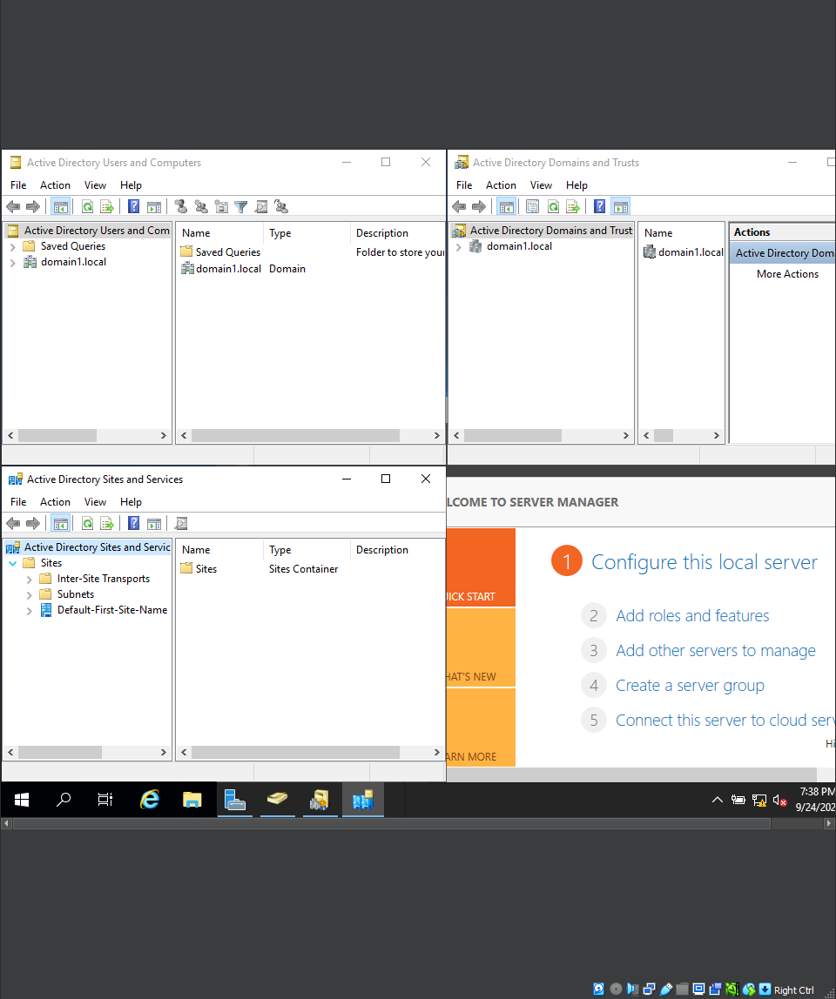 Active Directory Users and Computers
File Action View Help
Active Directory Users and Com
Saved Queries
domain1.local
Name Type Description
Saved Queries Folder to store your
domain1.local Domain
Active Directory Domains and Trusts
File Action View Help
Active Directory Domains and Trust
domain1.local
Name
domain1.local
Actions
Active Directory Dom
More Actions
Active Directory Sites and Services
File Action View Help
Active Directory Sites and Servic
Sites
Inter-Site Transports
Subnets
Default-First-Site-Name
Name Type Description
Sites Sites Container
LCOME TO SERVER MANAGER
UICK START
HAT'S NEW
ARN MORE
1 Configure this local server
2 Add roles and features
3 Add other servers to manage
4 Create a server group
5 Connect this server to cloud serv
Hi
7:38 PM
9/24/202
Right Ctrl